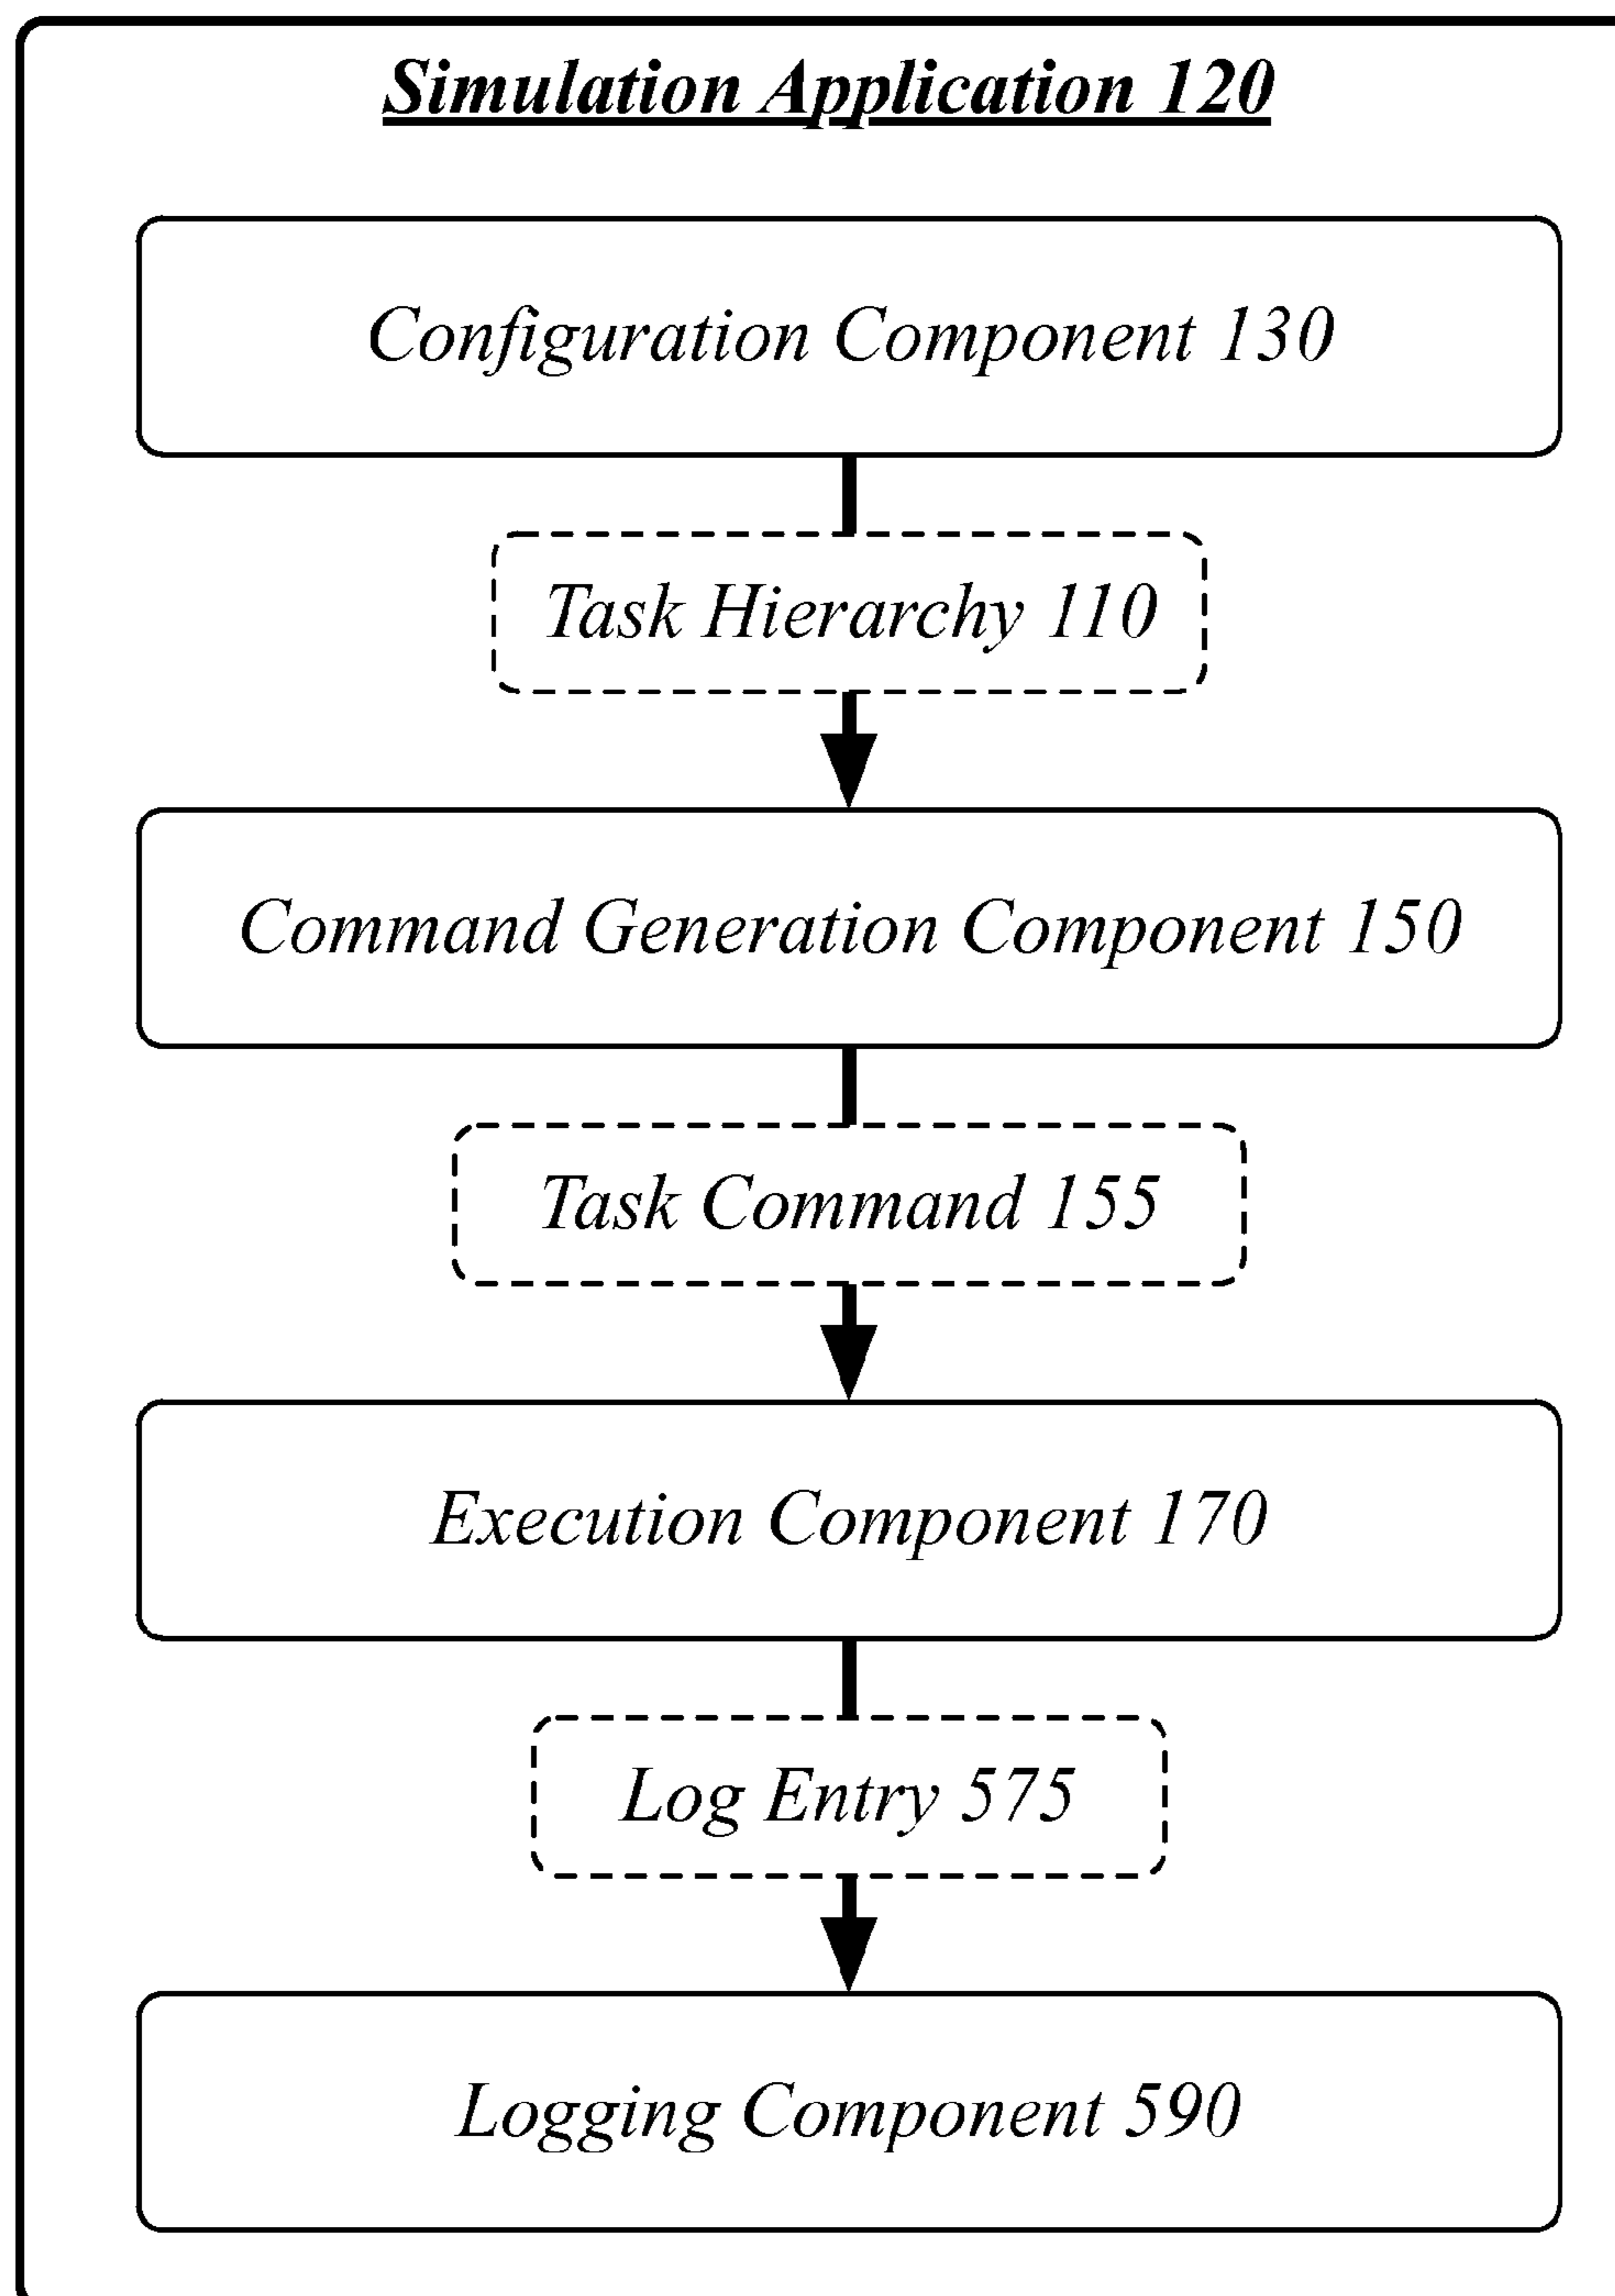 Simulation Application 120
Configuration Component 130
Task Hierarchy 110
Command Generation Component 150
Task Command 155
Execution Component 170
Log Entry 575
Logging Component 590